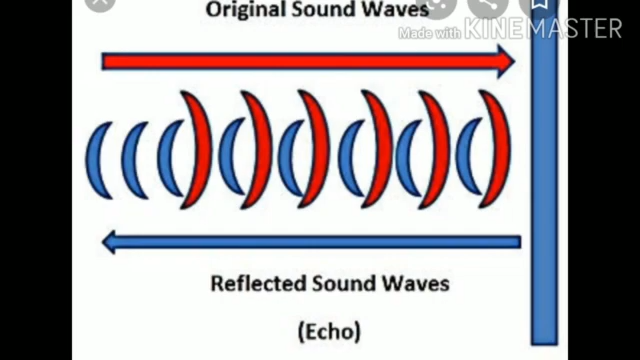 Original Sound Waves
Made with KINEMASTER
Reflected Sound Waves
(Echo)